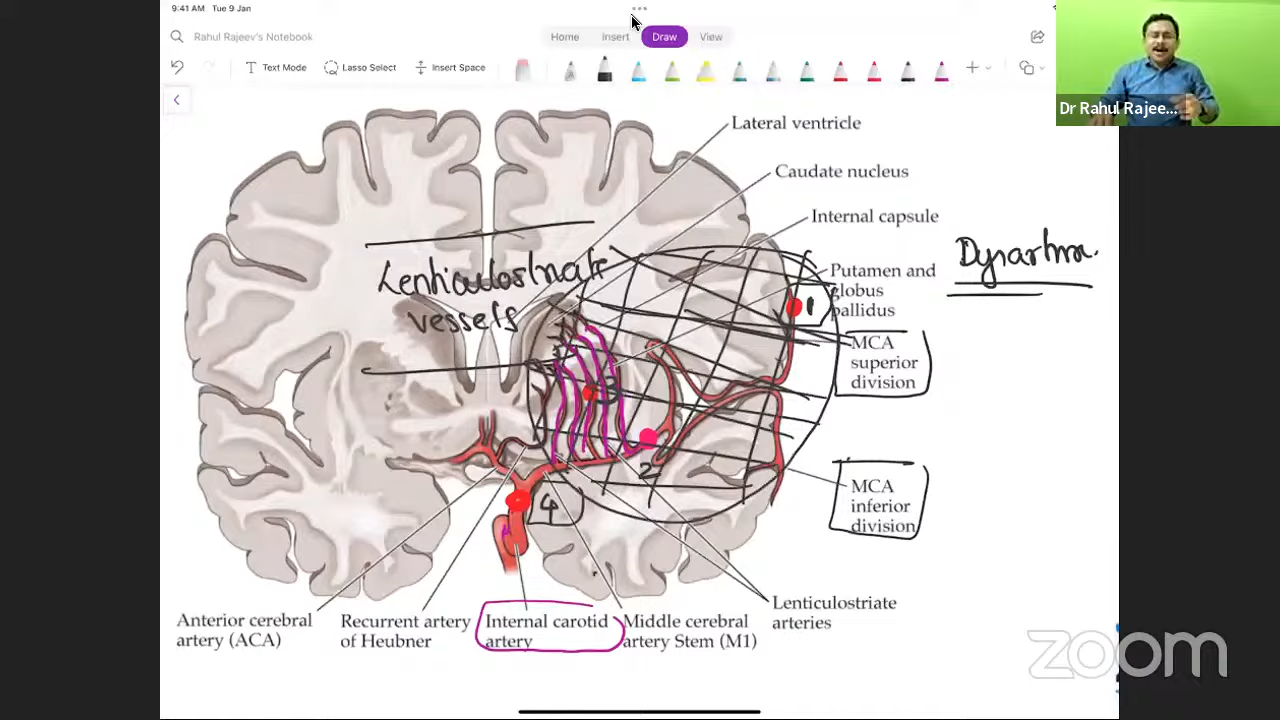 9:41 AM Tue 9 Jan
Rahul Rajeev's Notebook
Home Insert Draw View
Text Mode Lasso Select Insert Space
Dr Rahul Rajee...
Lateral ventricle
Caudate nucleus
Internal capsule
Putamen and
globus
pallidus
MCA
superior
division
MCA
inferior
division
Lenticulostriate
vessels
1
3
2
4
Anterior cerebral
artery (ACA)
Recurrent artery
of Heubner
Internal carotid
artery
Middle cerebral
artery Stem (M1)
Lenticulostriate
arteries
zoom